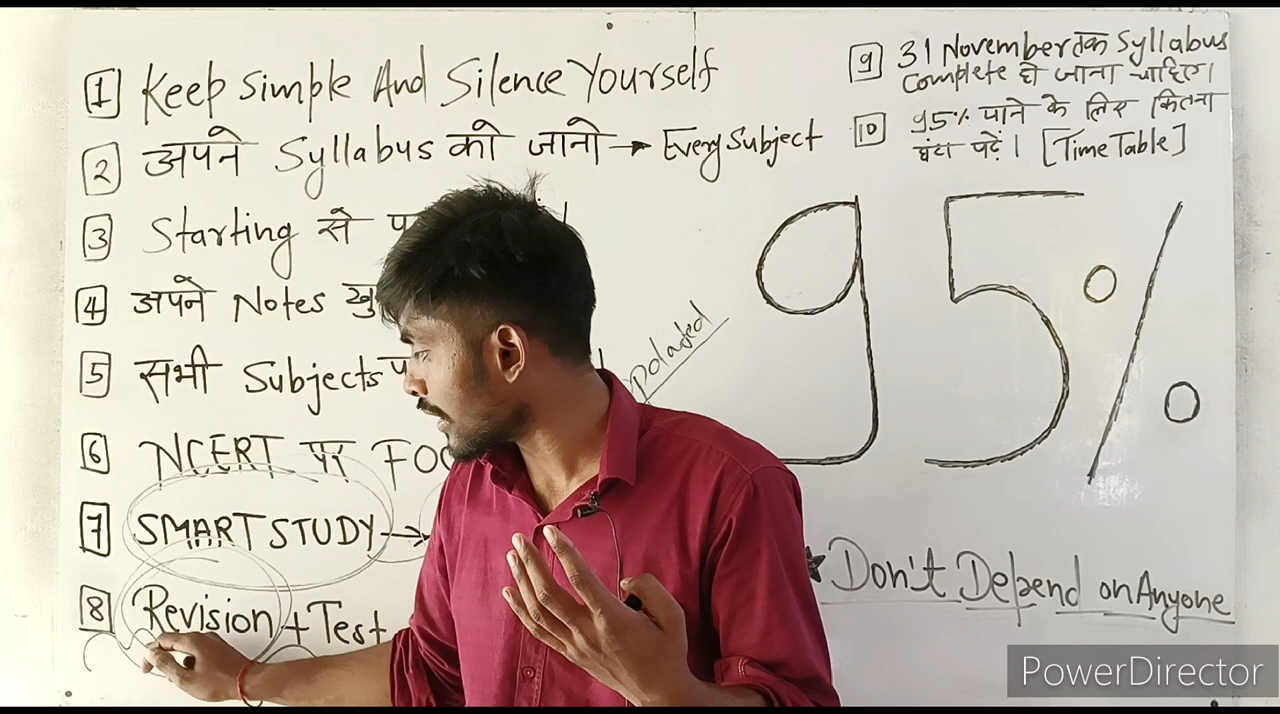 1 Keep Simple And Silence Yourself
2 अपने Syllabus को जानो → Every Subject
3 Starting से
4 अपने Notes
5 सभी Subjects
6 NCERT पर
7 SMART STUDY →
8 Revision + Test
9 31 November तक Syllabus
Complete हो जाना चाहिए।
10 95% पाने के लिए कितना
घंटा पढ़ें। [Time Table]
95%
★ Don't Depend on Anyone
PowerDirector